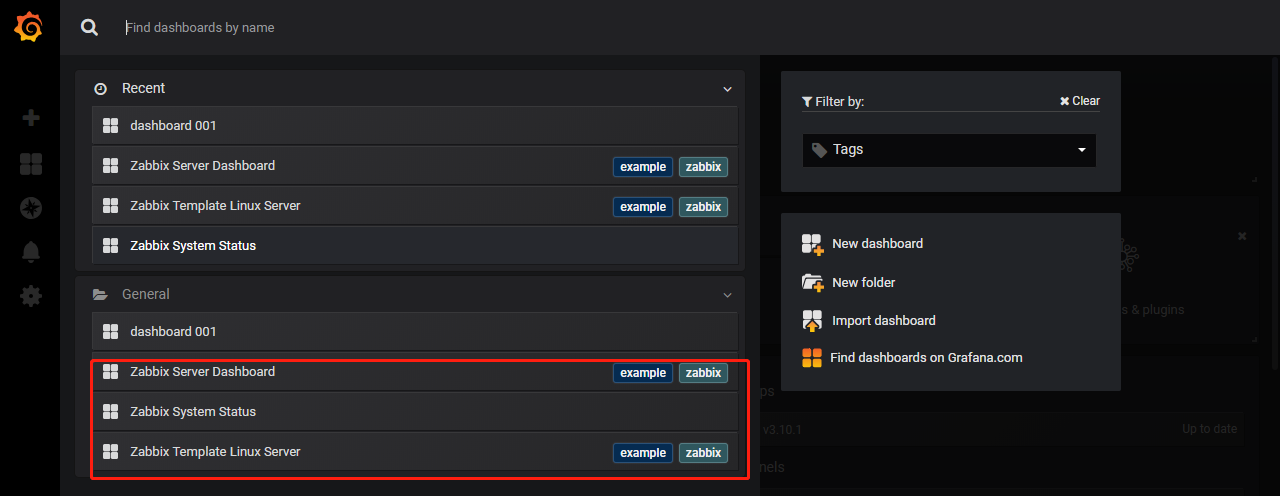 Find dashboards by name
Recent
dashboard 001
Zabbix Server Dashboard example zabbix
Zabbix Template Linux Server example zabbix
Zabbix System Status
General
dashboard 001
Zabbix Server Dashboard example zabbix
Zabbix System Status
Zabbix Template Linux Server example zabbix
Filter by: Clear
Tags
New dashboard
New folder
Import dashboard
Find dashboards on Grafana.com
& plugins
v3.10.1 Up to date